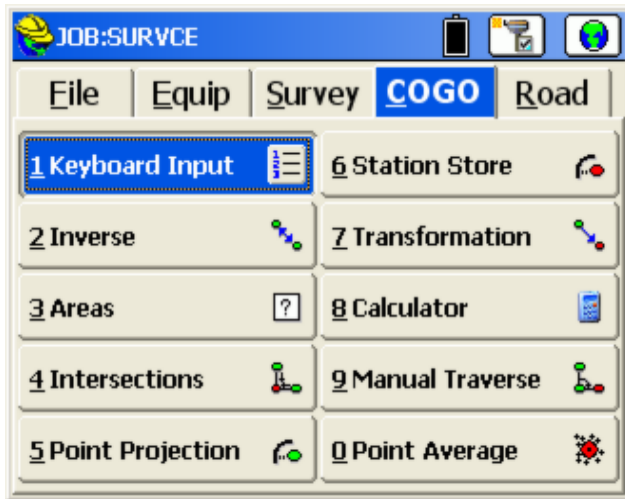 JOB:SURVCE
File Equip Survey COGO Road
1 Keyboard Input
6 Station Store
2 Inverse
7 Transformation
3 Areas
?
8 Calculator
4 Intersections
9 Manual Traverse
5 Point Projection
0 Point Average